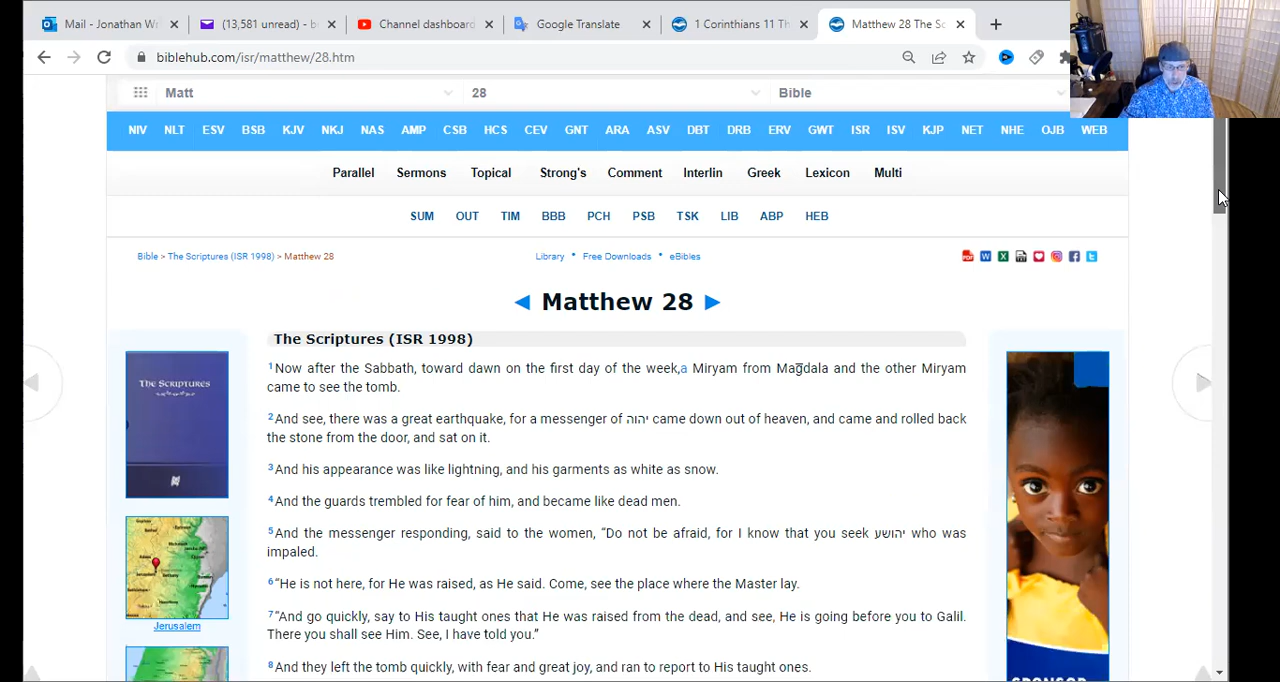 Mail - Jonathan W
(13,581 unread) - b
Channel dashboard
Google Translate
1 Corinthians 11 Th
Matthew 28 The Sc
biblehub.com/isr/matthew/28.htm
Matt 28 Bible
NIV NLT ESV BSB KJV NKJ NAS AMP CSB HCS CEV GNT ARA ASV DBT DRB ERV GWT ISR ISV KJP NET NHE OJB WEB
Parallel Sermons Topical Strong's Comment Interlin Greek Lexicon Multi
SUM OUT TIM BBB PCH PSB TSK LIB ABP HEB
Bible > The Scriptures (ISR 1998) > Matthew 28
Library • Free Downloads • eBibles
◄ Matthew 28 ►
The Scriptures (ISR 1998)
1Now after the Sabbath, toward dawn on the first day of the week,a Miryam from Maḡdala and the other Miryam
came to see the tomb.
2And see, there was a great earthquake, for a messenger of יהוה came down out of heaven, and came and rolled back
the stone from the door, and sat on it.
3And his appearance was like lightning, and his garments as white as snow.
4And the guards trembled for fear of him, and became like dead men.
5And the messenger responding, said to the women, “Do not be afraid, for I know that you seek יהושע who was
impaled.
6“He is not here, for He was raised, as He said. Come, see the place where the Master lay.
7“And go quickly, say to His taught ones that He was raised from the dead, and see, He is going before you to Galil.
There you shall see Him. See, I have told you.”
8And they left the tomb quickly, with fear and great joy, and ran to report to His taught ones.
THE SCRIPTURES
Jerusalem
SPONSOR